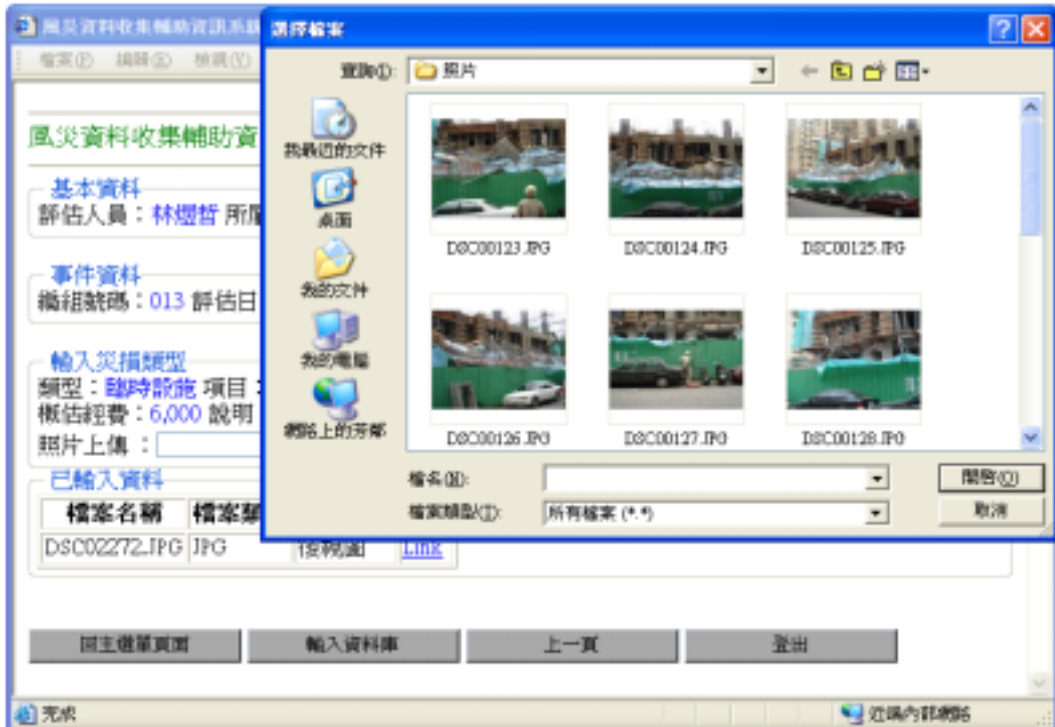 風災資料收集輔助資訊系統
檔案(F) 編輯(E) 檢視(V)
風災資料收集輔助資
基本資料
評估人員：林煜哲 所屬
事件資料
編組號碼：013 評估日
輸入災損類型
類型：臨時設施 項目：
概估經費：6,000 說明
照片上傳：
已輸入資料
檔案名稱 檔案類
DSC02272.JPG JPG 後視圖 Link
回主選單頁面 輸入資料庫 上一頁 登出
完成 近端內部網路
選擇檔案
查詢(I): 照片
我最近的文件
桌面
我的文件
我的電腦
網路上的芳鄰
DSC00123.JPG DSC00124.JPG DSC00125.JPG
DSC00126.JPG DSC00127.JPG DSC00128.JPG
檔名(N): 開啓(O)
檔案類型(T): 所有檔案 (*.*) 取消